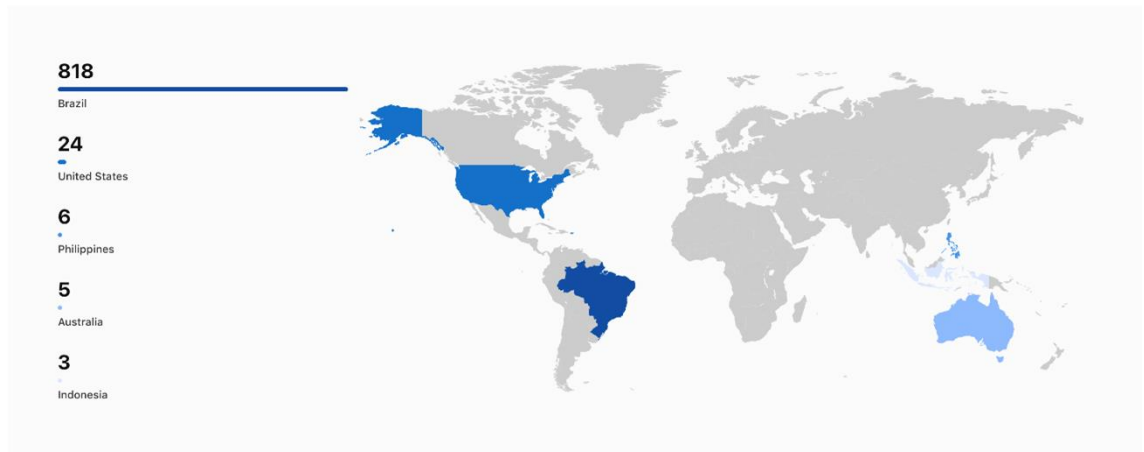 818
Brazil
24
United States
6
Philippines
5
Australia
3
Indonesia